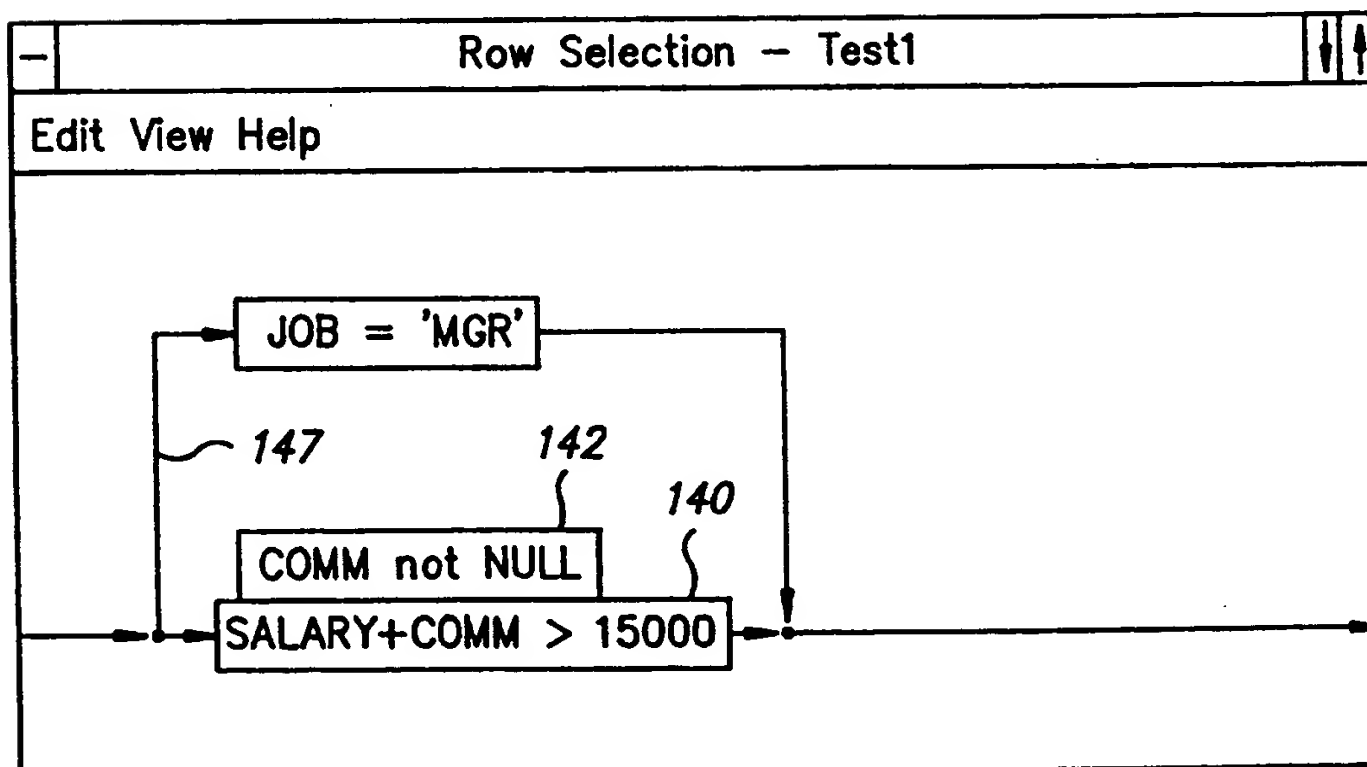 Row Selection – Test1
Edit View Help
JOB = 'MGR'
147
142
140
COMM not NULL
SALARY+COMM > 15000